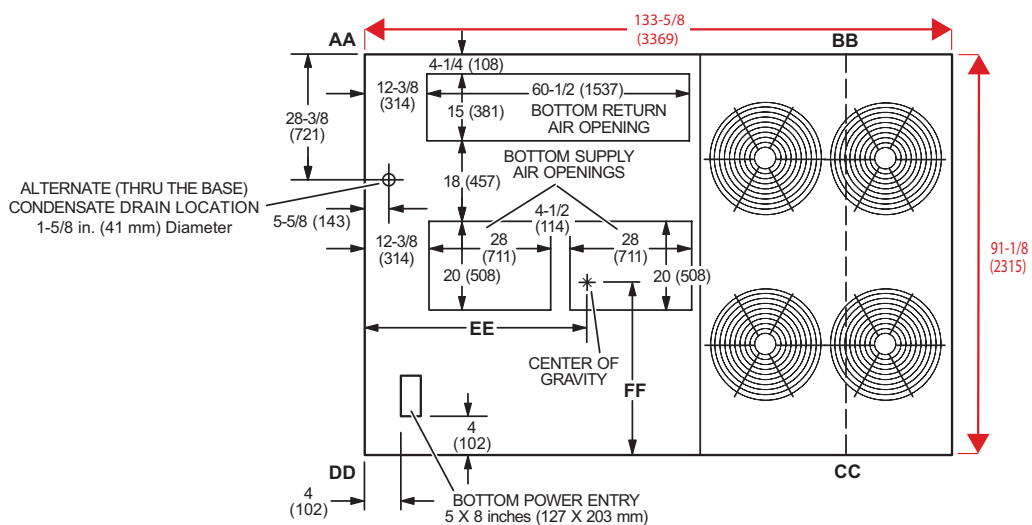 133-5/8
(3369)
AA
BB
4-1/4 (108)
12-3/8
(314)
60-1/2 (1537)
15 (381)
BOTTOM RETURN
AIR OPENING
28-3/8
(721)
BOTTOM SUPPLY
AIR OPENINGS
18 (457)
ALTERNATE (THRU THE BASE)
CONDENSATE DRAIN LOCATION
1-5/8 in. (41 mm) Diameter
5-5/8 (143)
4-1/2
(114)
12-3/8
(314)
28
(711)
28
(711)
20 (508)
20 (508)
91-1/8
(2315)
EE
CENTER OF
GRAVITY
FF
4
(102)
DD
CC
4
(102)
BOTTOM POWER ENTRY
5 X 8 inches (127 X 203 mm)